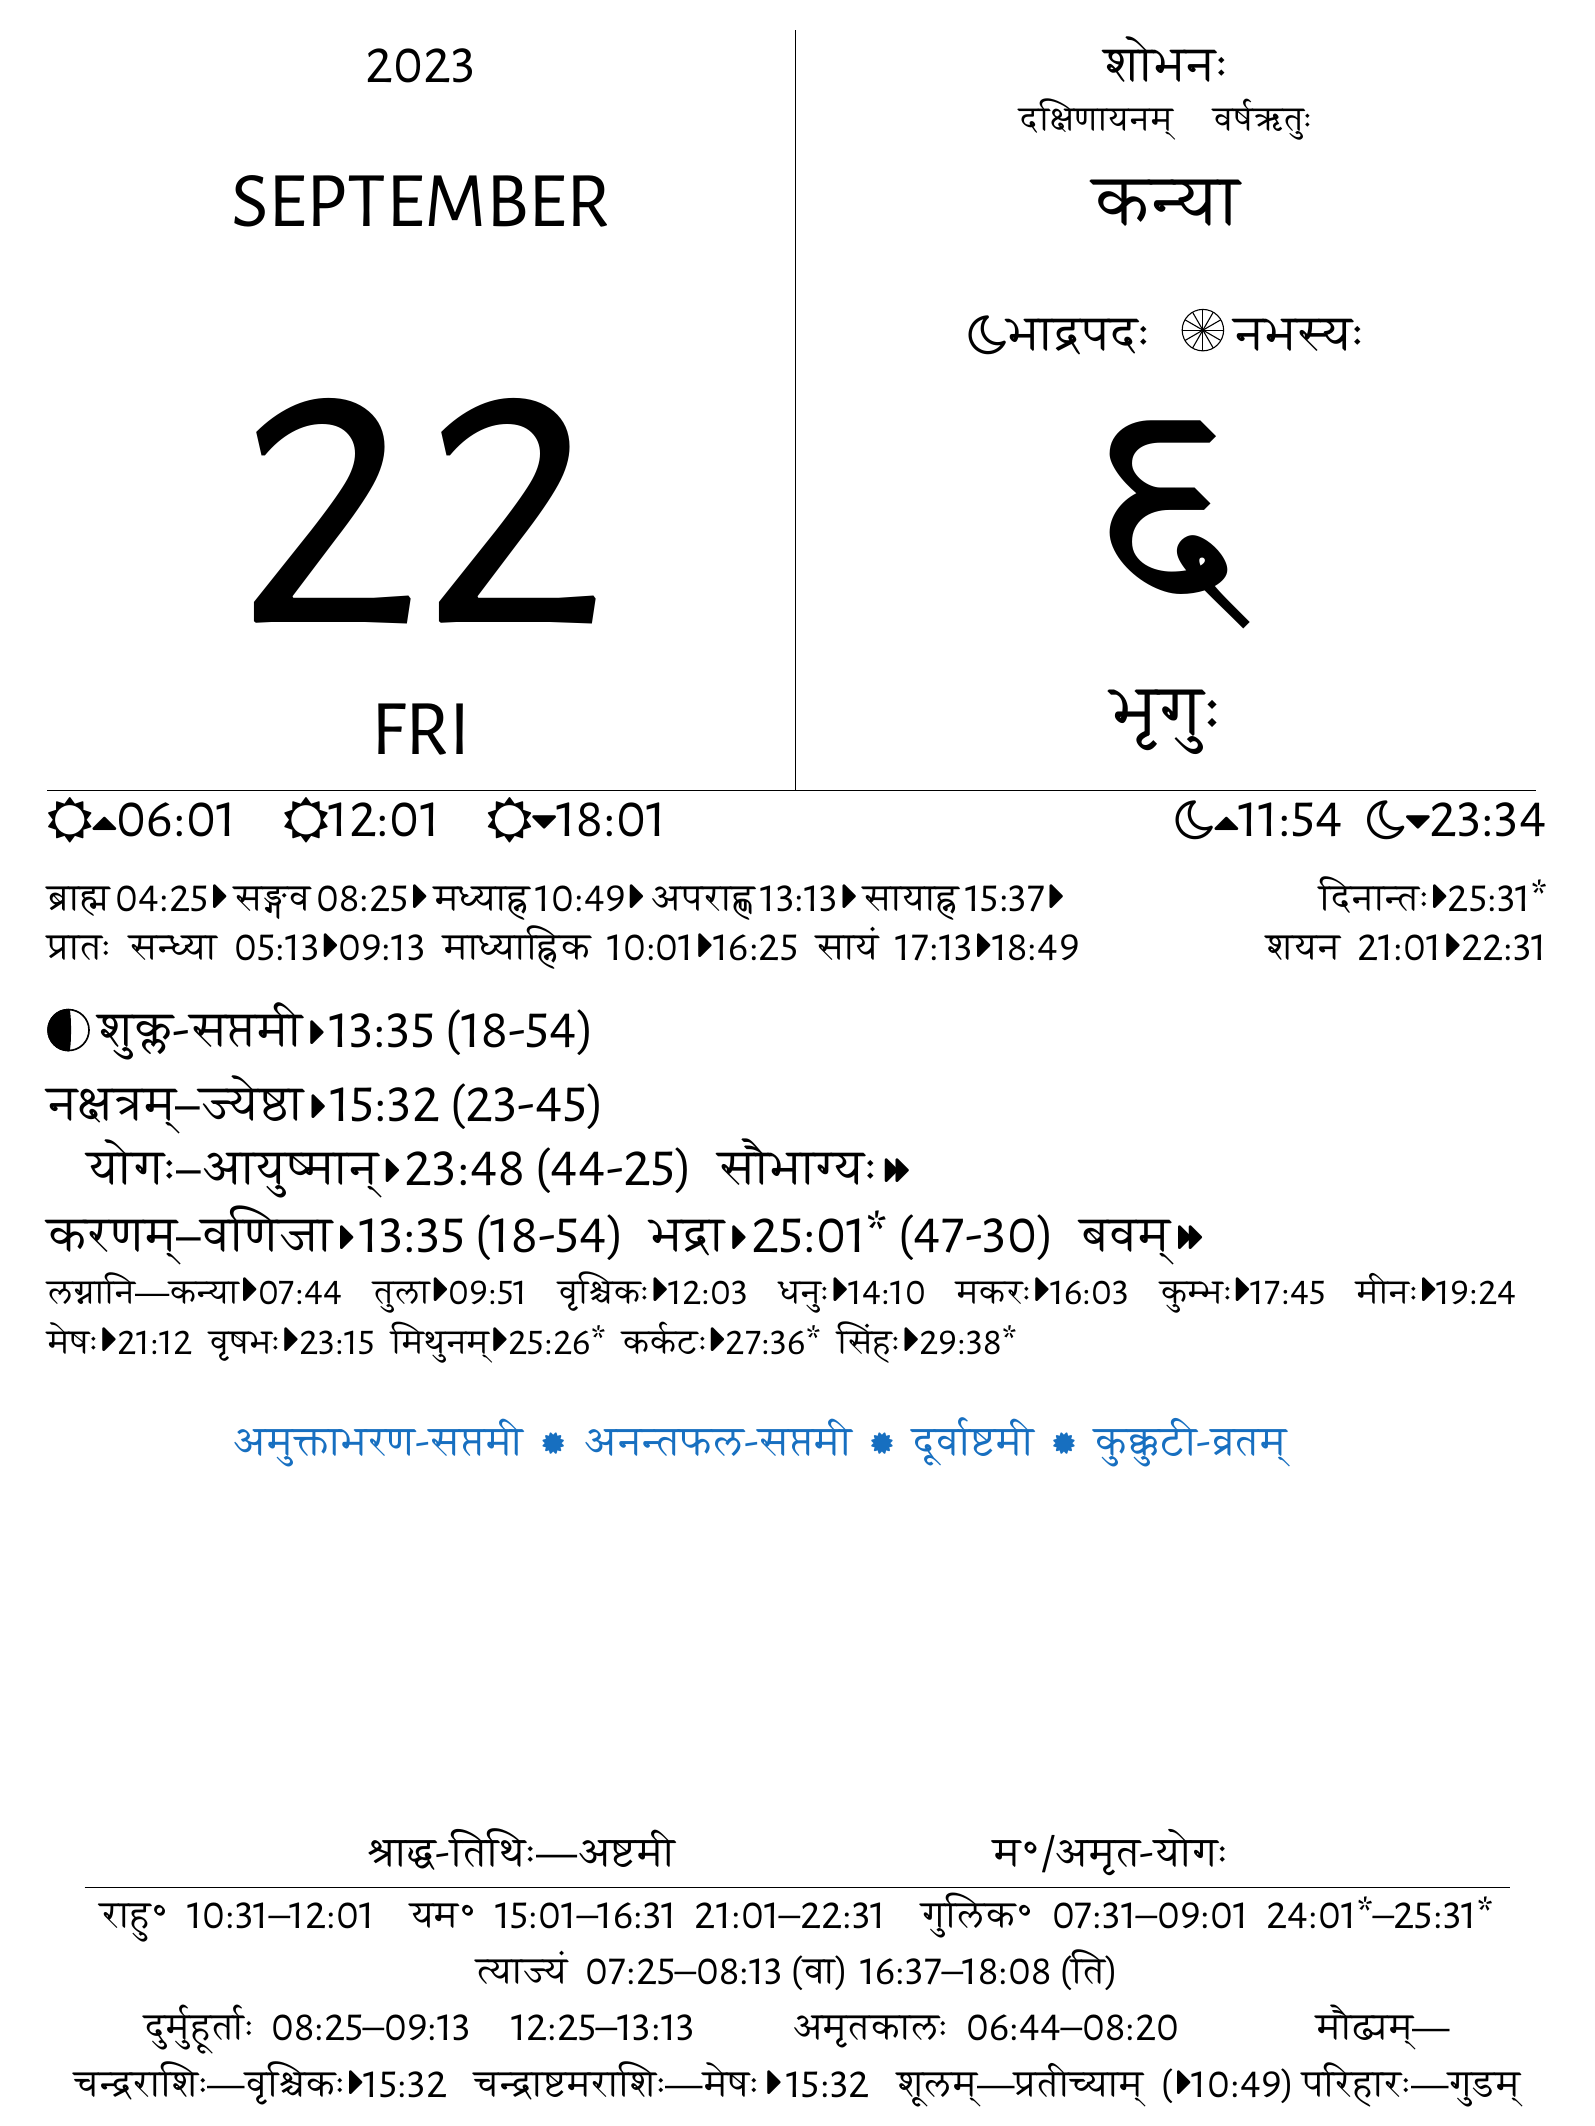 2023
SEPTEMBER
22
FRI
शोभनः
दक्षिणायनम् वर्षऋतुः
कन्या
भाद्रपदः नभस्यः
६
भृगुः
06:01 12:01 18:01 11:54 23:34
ब्राह्म 04:25 सङ्गव 08:25 मध्याह्न 10:49 अपराह्ण 13:13 सायाह्न 15:37 दिनान्तः 25:31*
प्रातः सन्ध्या 05:13 09:13 माध्याह्निक 10:01 16:25 सायं 17:13 18:49 शयन 21:01 22:31
शुक्ल-सप्तमी 13:35 (18-54)
नक्षत्रम्–ज्येष्ठा 15:32 (23-45)
योगः–आयुष्मान् 23:48 (44-25) सौभाग्यः
करणम्–वणिजा 13:35 (18-54) भद्रा 25:01* (47-30) बवम्
लग्नानि—कन्या 07:44 तुला 09:51 वृश्चिकः 12:03 धनुः 14:10 मकरः 16:03 कुम्भः 17:45 मीनः 19:24
मेषः 21:12 वृषभः 23:15 मिथुनम् 25:26* कर्कटः 27:36* सिंहः 29:38*
अमुक्ताभरण-सप्तमी ✹ अनन्तफल-सप्तमी ✹ दूर्वाष्टमी ✹ कुक्कुटी-व्रतम्
श्राद्ध-तिथिः—अष्टमी म॰/अमृत-योगः
राहु॰ 10:31–12:01 यम॰ 15:01–16:31 21:01–22:31 गुलिक॰ 07:31–09:01 24:01*–25:31*
त्याज्यं 07:25–08:13 (वा) 16:37–18:08 (ति)
दुर्मुहूर्ताः 08:25–09:13 12:25–13:13 अमृतकालः 06:44–08:20 मौढ्यम्—
चन्द्रराशिः—वृश्चिकः 15:32 चन्द्राष्टमराशिः—मेषः 15:32 शूलम्—प्रतीच्याम् (10:49) परिहारः—गुडम्